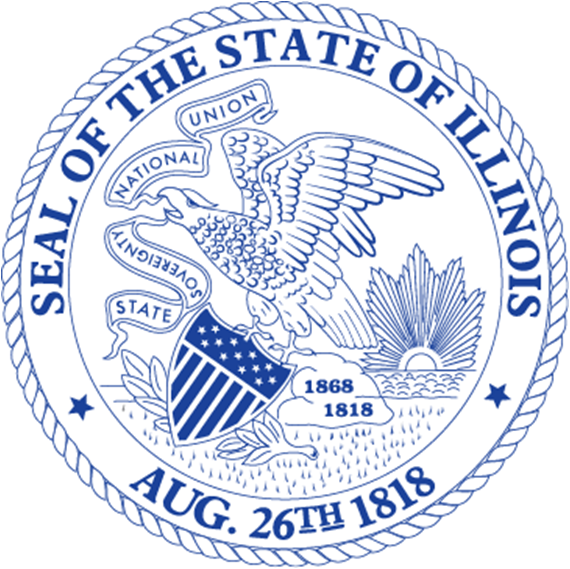 SEAL OF THE STATE OF ILLINOIS
UNION
NATIONAL
SOVEREIGNTY
STATE
1868
1818
AUG. 26TH 1818